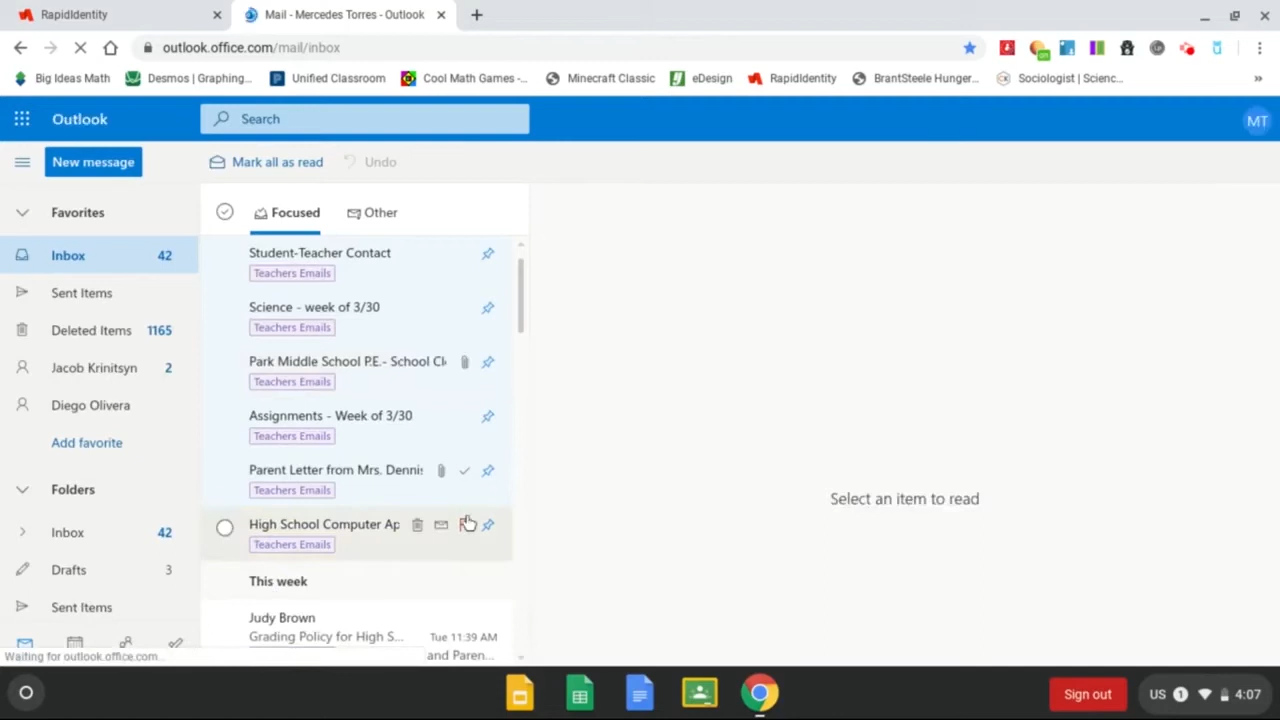 RapidIdentity
Mail - Mercedes Torres - Outlook
outlook.office.com/mail/inbox
Big Ideas Math
Desmos | Graphing...
Unified Classroom
Cool Math Games -...
Minecraft Classic
eDesign
RapidIdentity
BrantSteele Hunger...
Sociologist | Scienc...
Outlook
Search
MT
New message
Mark all as read
Undo
Favorites
Focused
Other
Inbox 42
Sent Items
Deleted Items 1165
Jacob Krinitsyn 2
Diego Olivera
Add favorite
Folders
Inbox 42
Drafts 3
Sent Items
Student-Teacher Contact
Teachers Emails
Science - week of 3/30
Teachers Emails
Park Middle School P.E.- School Cl
Teachers Emails
Assignments - Week of 3/30
Teachers Emails
Parent Letter from Mrs. Dennis
Teachers Emails
High School Computer Ap
Teachers Emails
This week
Judy Brown
Grading Policy for High S... Tue 11:39 AM
and Paren...
Select an item to read
Waiting for outlook.office.com...
Sign out
US 1 4:07